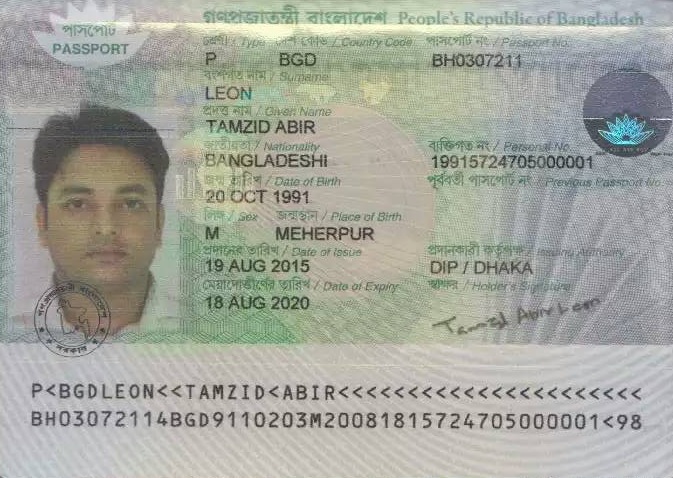 পাসপোর্ট
PASSPORT
গণপ্রজাতন্ত্রী বাংলাদেশ People's Republic of Bangladesh
শ্রেণী / Type দেশ কোড / Country Code পাসপোর্ট নং / Passport No.
P BGD BH0307211
বংশগত নাম / Surname
LEON
প্রদত্ত নাম / Given Name
TAMZID ABIR
জাতীয়তা / Nationality ব্যক্তিগত নং / Personal No.
BANGLADESHI 19915724705000001
জন্ম তারিখ / Date of Birth পূর্ববর্তী পাসপোর্ট নং / Previous Passport No.
20 OCT 1991
লিঙ্গ / Sex জন্মস্থান / Place of Birth
M MEHERPUR
প্রদানের তারিখ / Date of Issue প্রদানকারী কর্তৃপক্ষ / Issuing Authority
19 AUG 2015 DIP / DHAKA
মেয়াদোত্তীর্ণের তারিখ / Date of Expiry স্বাক্ষর / Holder's Signature
18 AUG 2020
Tamzid Abir Leon
P<BGDLEON<<TAMZID<ABIR<<<<<<<<<<<<<<<<<<<<<<
BH03072114BGD9110203M200818157247050​00001<98